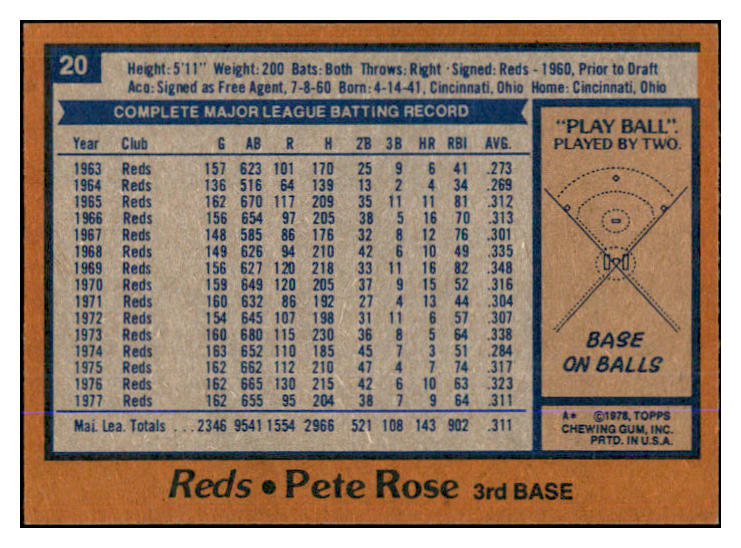 20
Height: 5'11" Weight: 200 Bats: Both Throws: Right · Signed: Reds - 1960, Prior to Draft
Acq: Signed as Free Agent, 7-8-60 Born: 4-14-41, Cincinnati, Ohio Home: Cincinnati, Ohio
COMPLETE MAJOR LEAGUE BATTING RECORD
Year Club G AB R H 2B 3B HR RBI AVG.
1963 Reds 157 623 101 170 25 9 6 41 .273
1964 Reds 136 516 64 139 13 2 4 34 .269
1965 Reds 162 670 117 209 35 11 11 81 .312
1966 Reds 156 654 97 205 38 5 16 70 .313
1967 Reds 148 585 86 176 32 8 12 76 .301
1968 Reds 149 626 94 210 42 6 10 49 .335
1969 Reds 156 627 120 218 33 11 16 82 .348
1970 Reds 159 649 120 205 37 9 15 52 .316
1971 Reds 160 632 86 192 27 4 13 44 .304
1972 Reds 154 645 107 198 31 11 6 57 .307
1973 Reds 160 680 115 230 36 8 5 64 .338
1974 Reds 163 652 110 185 45 7 3 51 .284
1975 Reds 162 662 112 210 47 4 7 74 .317
1976 Reds 162 665 130 215 42 6 10 63 .323
1977 Reds 162 655 95 204 38 7 9 64 .311
Maj. Lea. Totals ... 2346 9541 1554 2966 521 108 143 902 .311
"PLAY BALL".
PLAYED BY TWO.
BASE
ON BALLS
A* ©1978, TOPPS
CHEWING GUM, INC.
PRTD. IN U.S.A.
Reds • Pete Rose 3rd BASE